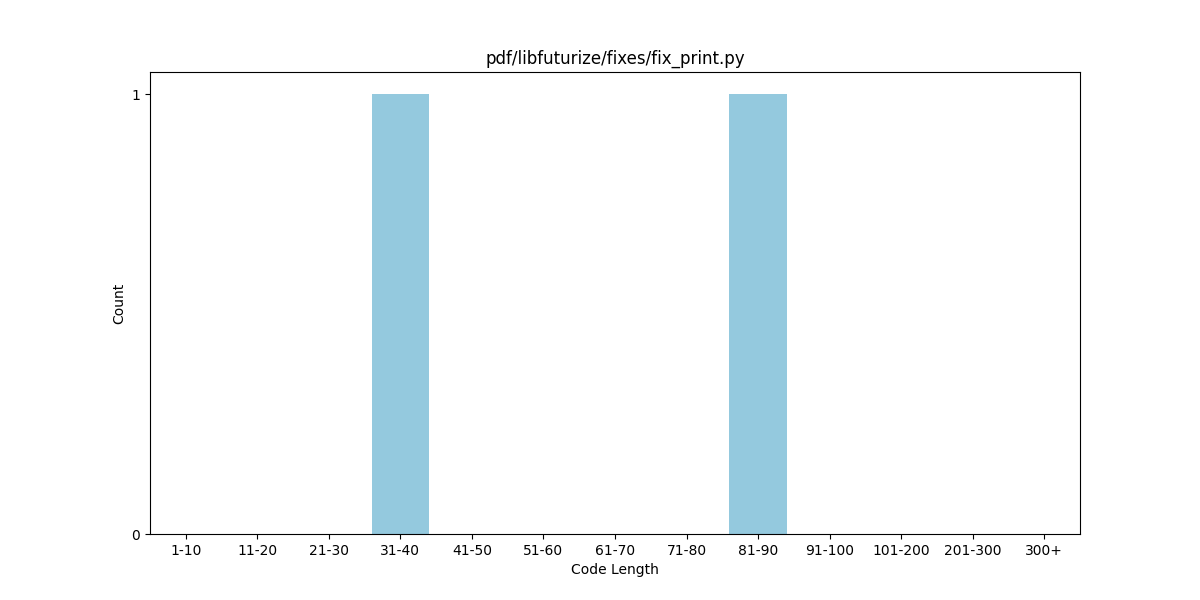 pdf/libfuturize/fixes/fix_print.py
1
0
Count
1-10 11-20 21-30 31-40 41-50 51-60 61-70 71-80 81-90 91-100 101-200 201-300 300+
Code Length